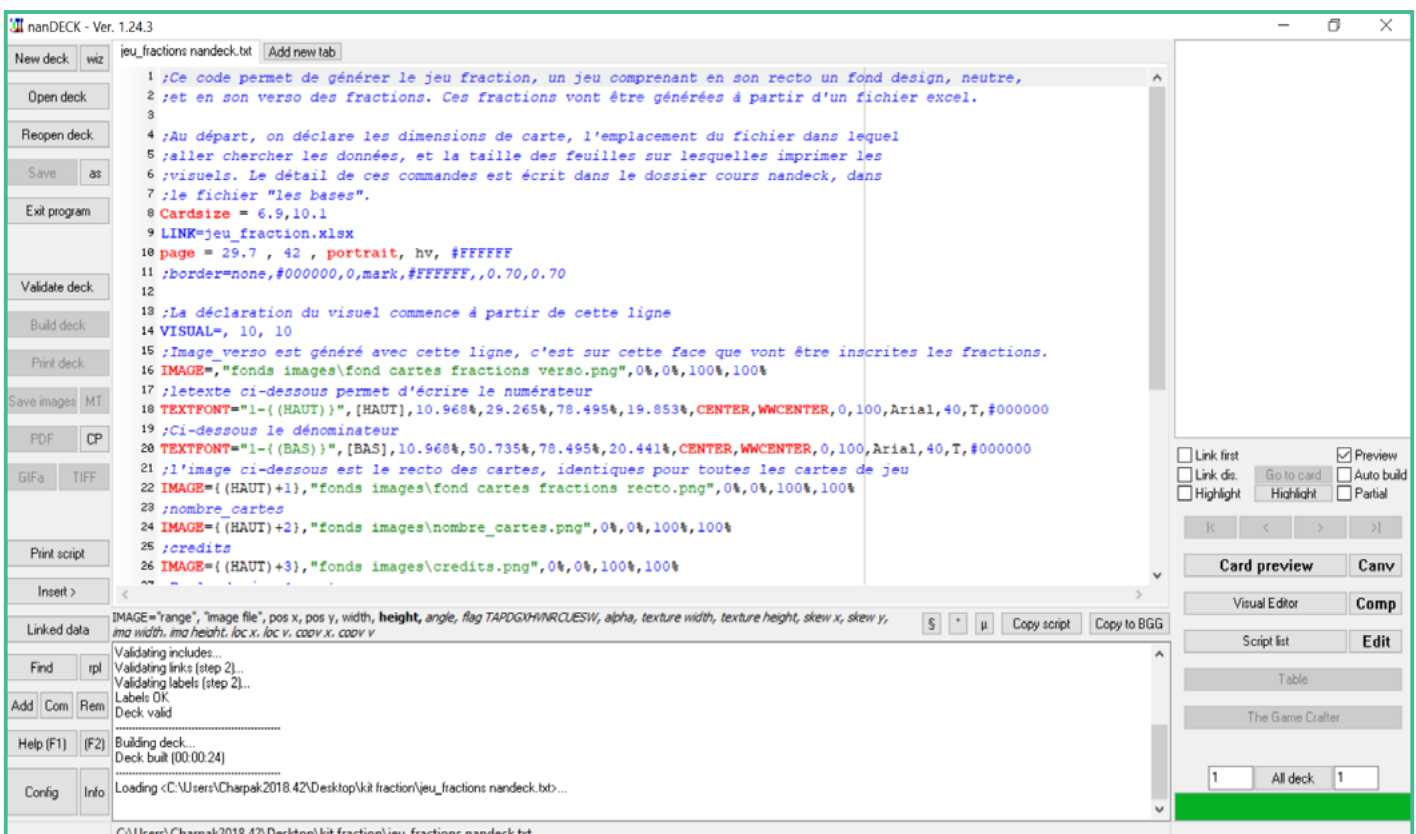 nanDECK - Ver. 1.24.3
New deck wiz
Open deck
Reopen deck
Save as
Exit program
Validate deck
Build deck
Print deck
Save images MT
PDF CP
GIFa TIFF
Print script
Insert >
Linked data
Find rpl
Add Com Rem
Help (F1) (F2)
Config Info
jeu_fractions nandeck.txt Add new tab
1 ;Ce code permet de générer le jeu fraction, un jeu comprenant en son recto un fond design, neutre,
2 ;et en son verso des fractions. Ces fractions vont être générées à partir d'un fichier excel.
3
4 ;Au départ, on déclare les dimensions de carte, l'emplacement du fichier dans lequel
5 ;aller chercher les données, et la taille des feuilles sur lesquelles imprimer les
6 ;visuels. Le détail de ces commandes est écrit dans le dossier cours nandeck, dans
7 ;le fichier "les bases".
8 Cardsize = 6.9,10.1
9 LINK=jeu_fraction.xlsx
10 page = 29.7 , 42 , portrait, hv, #FFFFFF
11 ;border=none,#000000,0,mark,#FFFFFF,,0.70,0.70
12
13 ;La déclaration du visuel commence à partir de cette ligne
14 VISUAL=, 10, 10
15 ;Image_verso est généré avec cette ligne, c'est sur cette face que vont être inscrites les fractions.
16 IMAGE=,"fonds images\fond cartes fractions verso.png",0%,0%,100%,100%
17 ;letexte ci-dessous permet d'écrire le numérateur
18 TEXTFONT="1-{(HAUT)}",[HAUT],10.968%,29.265%,78.495%,19.853%,CENTER,WWCENTER,0,100,Arial,40,T,#000000
19 ;Ci-dessous le dénominateur
20 TEXTFONT="1-{(BAS)}",[BAS],10.968%,50.735%,78.495%,20.441%,CENTER,WWCENTER,0,100,Arial,40,T,#000000
21 ;l'image ci-dessous est le recto des cartes, identiques pour toutes les cartes de jeu
22 IMAGE={(HAUT)+1},"fonds images\fond cartes fractions recto.png",0%,0%,100%,100%
23 ;nombre_cartes
24 IMAGE={(HAUT)+2},"fonds images\nombre_cartes.png",0%,0%,100%,100%
25 ;credits
26 IMAGE={(HAUT)+3},"fonds images\credits.png",0%,0%,100%,100%
IMAGE="range", "image file", pos x, pos y, width, height, angle, flag TAPDGXHVNRCUESW, alpha, texture width, texture height, skew x, skew y,
img width, img height, loc x, loc y, copy x, copy y
§ * µ Copy script Copy to BGG
Validating includes...
Validating links (step 2)...
Validating labels (step 2)...
Labels OK
Deck valid
Building deck...
Deck built (00:00:24)
Loading <C:\Users\Charpak2018.42\Desktop\kit fraction\jeu_fractions nandeck.txt>...
C:\Users\Charpak2018.42\Desktop\kit fraction\jeu_fractions nandeck.txt
Link first Preview
Link dis. Go to card Auto build
Highlight Highlight Partial
|< < > >|
Card preview Canv
Visual Editor Comp
Script list Edit
Table
The Game Crafter
1 All deck 1